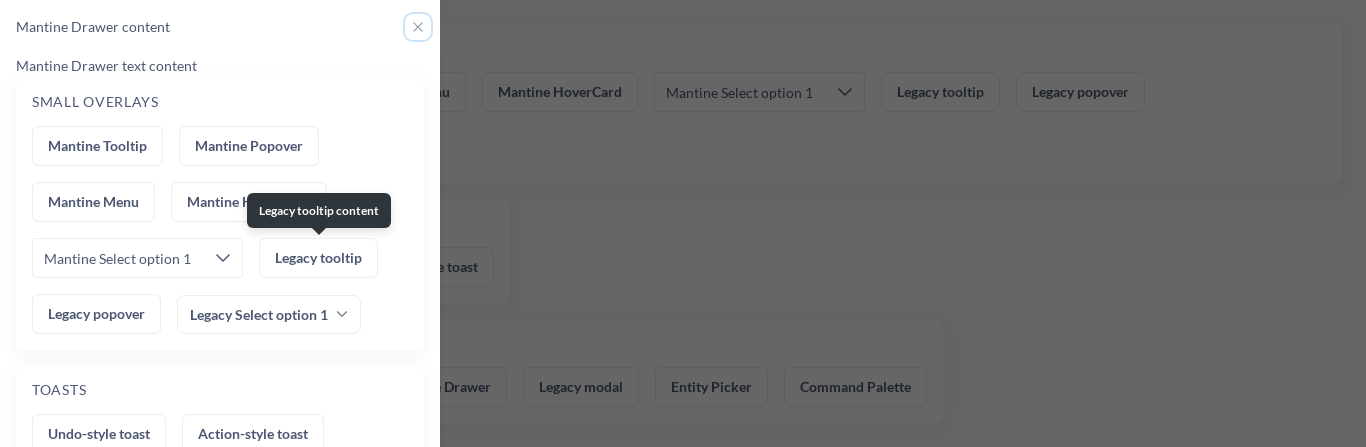 Mantine Drawer content
Mantine Drawer text content
SMALL OVERLAYS
Mantine Tooltip
Mantine Popover
Mantine Menu
Mantine
Legacy tooltip content
Mantine Select option 1
Legacy tooltip
Legacy popover
Legacy Select option 1
TOASTS
Undo-style toast
Action-style toast
Mantine HoverCard
Mantine Select option 1
Legacy tooltip
Legacy popover
toast
Drawer
Legacy modal
Entity Picker
Command Palette